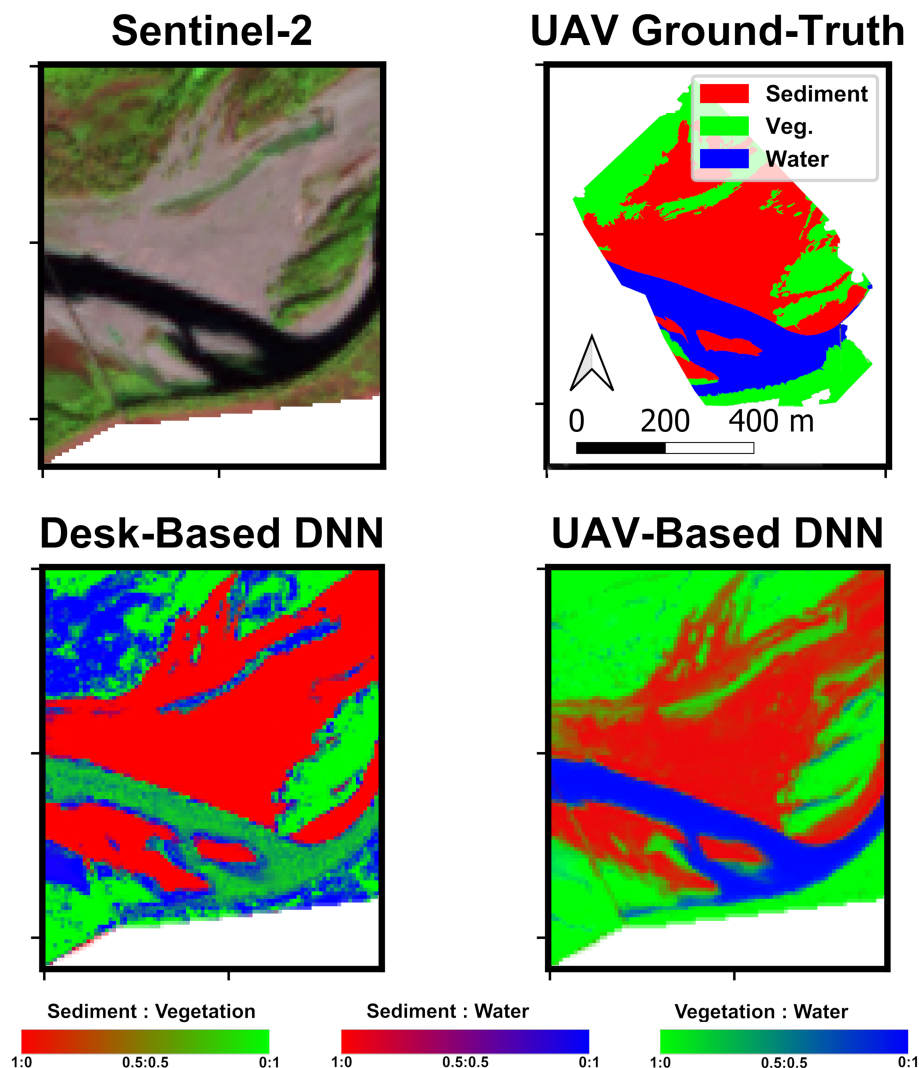 Sentinel-2
UAV Ground-Truth
Sediment
Veg.
Water
0 200 400 m
Desk-Based DNN
UAV-Based DNN
Sediment : Vegetation
1:0 0.5:0.5 0:1
Sediment : Water
1:0 0.5:0.5 0:1
Vegetation : Water
1:0 0.5:0.5 0:1